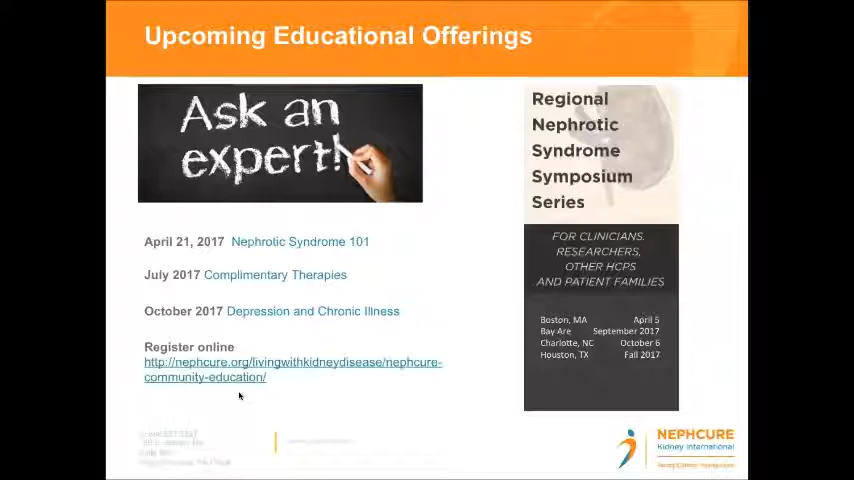 Upcoming Educational Offerings
Ask an
expert!
April 21, 2017 Nephrotic Syndrome 101
July 2017 Complimentary Therapies
October 2017 Depression and Chronic Illness
Register online
http://nephcure.org/livingwithkidneydisease/nephcure-
community-education/
Regional
Nephrotic
Syndrome
Symposium
Series
FOR CLINICIANS.
RESEARCHERS,
OTHER HCPS
AND PATIENT FAMILIES
Boston, MA April 5
Bay Are September 2017
Charlotte, NC October 6
Houston, TX Fall 2017
NEPHCURE
Kidney International